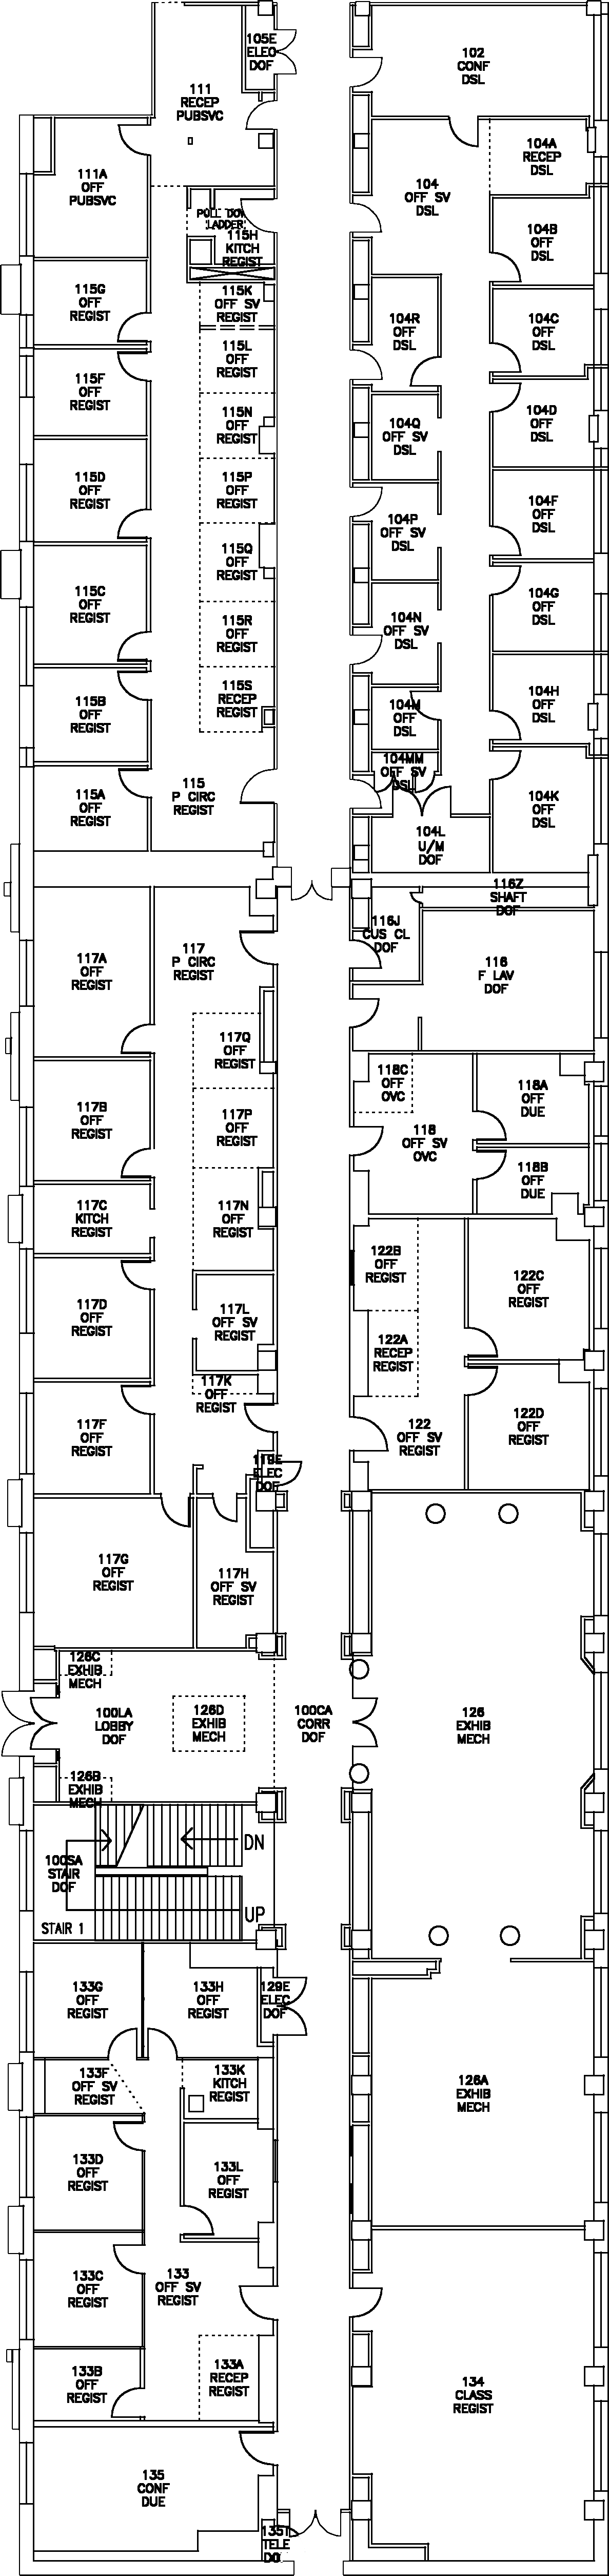 105E
ELEC
DOF
102
CONF
DSL
111
RECEP
PUBSVC
104A
RECEP
DSL
111A
OFF
PUBSVC
104
OFF SV
DSL
PULL DOWN
LADDER
115H
KITCH
REGIST
104B
OFF
DSL
115G
OFF
REGIST
115K
OFF SV
REGIST
104R
OFF
DSL
104C
OFF
DSL
115L
OFF
REGIST
115F
OFF
REGIST
115N
OFF
REGIST
104Q
OFF SV
DSL
104D
OFF
DSL
115D
OFF
REGIST
115P
OFF
REGIST
104P
OFF SV
DSL
104F
OFF
DSL
115Q
OFF
REGIST
115C
OFF
REGIST
115R
OFF
REGIST
104N
OFF SV
DSL
104G
OFF
DSL
115B
OFF
REGIST
115S
RECEP
REGIST
104M
OFF
DSL
104H
OFF
DSL
104MM
OFF SV
DSL
115A
OFF
REGIST
115
P CIRC
REGIST
104K
OFF
DSL
104L
U/M
DOF
116Z
SHAFT
DOF
116J
CUS CL
DOF
117A
OFF
REGIST
117
P CIRC
REGIST
116
F LAV
DOF
117Q
OFF
REGIST
118C
OFF
OVC
118A
OFF
DUE
117B
OFF
REGIST
117P
OFF
REGIST
118
OFF SV
OVC
118B
OFF
DUE
117C
KITCH
REGIST
117N
OFF
REGIST
122B
OFF
REGIST
122C
OFF
REGIST
117D
OFF
REGIST
117L
OFF SV
REGIST
122A
RECEP
REGIST
117K
OFF
REGIST
117F
OFF
REGIST
122
OFF SV
REGIST
122D
OFF
REGIST
119E
ELEC
DOF
117G
OFF
REGIST
117H
OFF SV
REGIST
126C
EXHIB
MECH
100LA
LOBBY
DOF
126D
EXHIB
MECH
100CA
CORR
DOF
126
EXHIB
MECH
126B
EXHIB
MECH
DN
100SA
STAIR
DOF
UP
STAIR 1
133G
OFF
REGIST
133H
OFF
REGIST
129E
ELEC
DOF
133F
OFF SV
REGIST
133K
KITCH
REGIST
126A
EXHIB
MECH
133D
OFF
REGIST
133L
OFF
REGIST
133C
OFF
REGIST
133
OFF SV
REGIST
133B
OFF
REGIST
133A
RECEP
REGIST
134
CLASS
REGIST
135
CONF
DUE
135T
TELE
DO